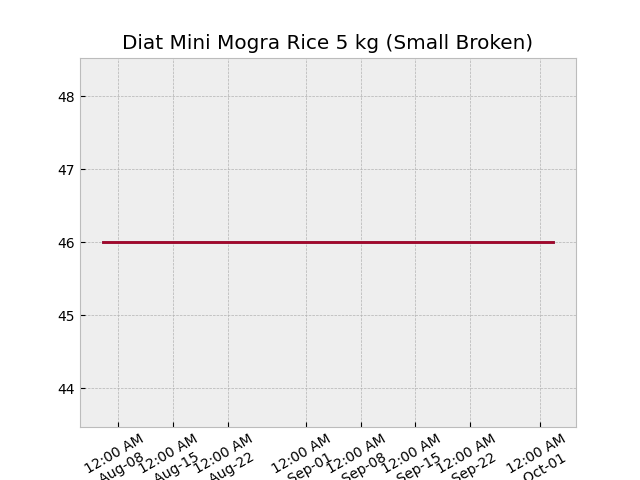 Diat Mini Mogra Rice 5 kg (Small Broken)
48
47
46
45
44
12:00 AM
Aug-08
12:00 AM
Aug-15
12:00 AM
Aug-22
12:00 AM
Sep-01
12:00 AM
Sep-08
12:00 AM
Sep-15
12:00 AM
Sep-22
12:00 AM
Oct-01